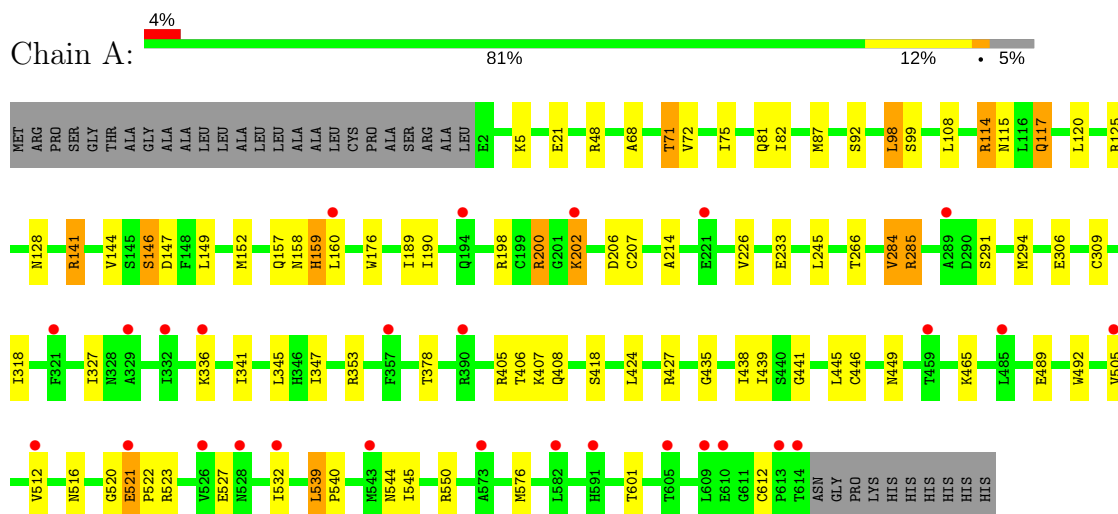 4%
Chain A:
81% 12% • 5%
MET ARG PRO SER GLY THR ALA GLY ALA ALA LEU LEU ALA LEU LEU ALA ALA LEU CYS PRO ALA SER ARG ALA LEU E2 K5 E21 R48 A68 T71 V72 I75 Q81 I82 M87 S92 L98 S99 L108 R114 N115 L116 Q117 L120 R125
N128 R141 V144 S145 S146 D147 F148 L149 M152 Q157 N158 H159 L160 W176 I189 I190 Q194 R198 C199 R200 G201 K202 D206 C207 A214 E221 V226 E233 L245 T266 V284 R285 A289 D290 S291 M294 E306 C309
I318 F321 I327 N328 A329 I332 K336 I341 L345 H346 I347 R353 F357 T378 R390 R405 T406 K407 Q408 S418 L424 R427 G435 I438 I439 S440 G441 L445 C446 N449 T459 K465 L485 E489 W492 V505
V512 N516 G520 E521 P522 R523 V526 E527 N528 I532 L539 P540 M543 N544 I545 R550 A573 M576 L582 H591 T601 T605 L609 E610 G611 C612 P613 T614 ASN GLY PRO LYS HIS HIS HIS HIS HIS HIS